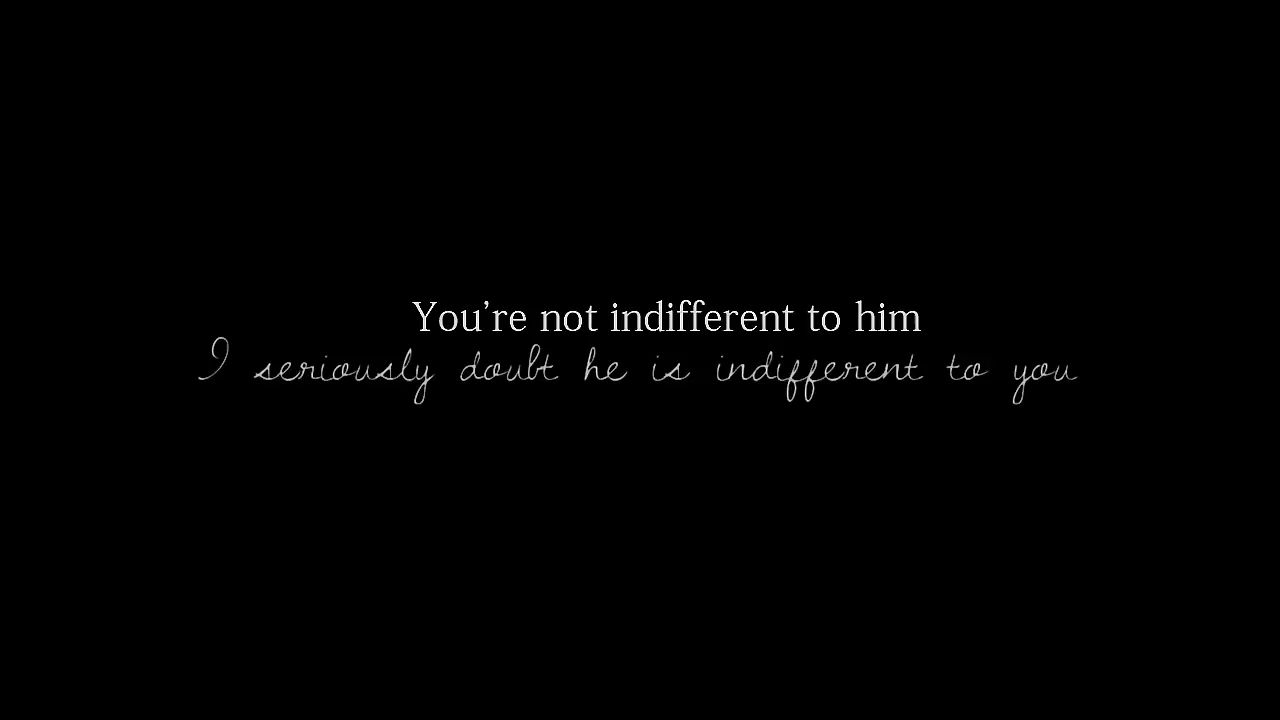 You’re not indifferent to him
I seriously doubt he is indifferent to you